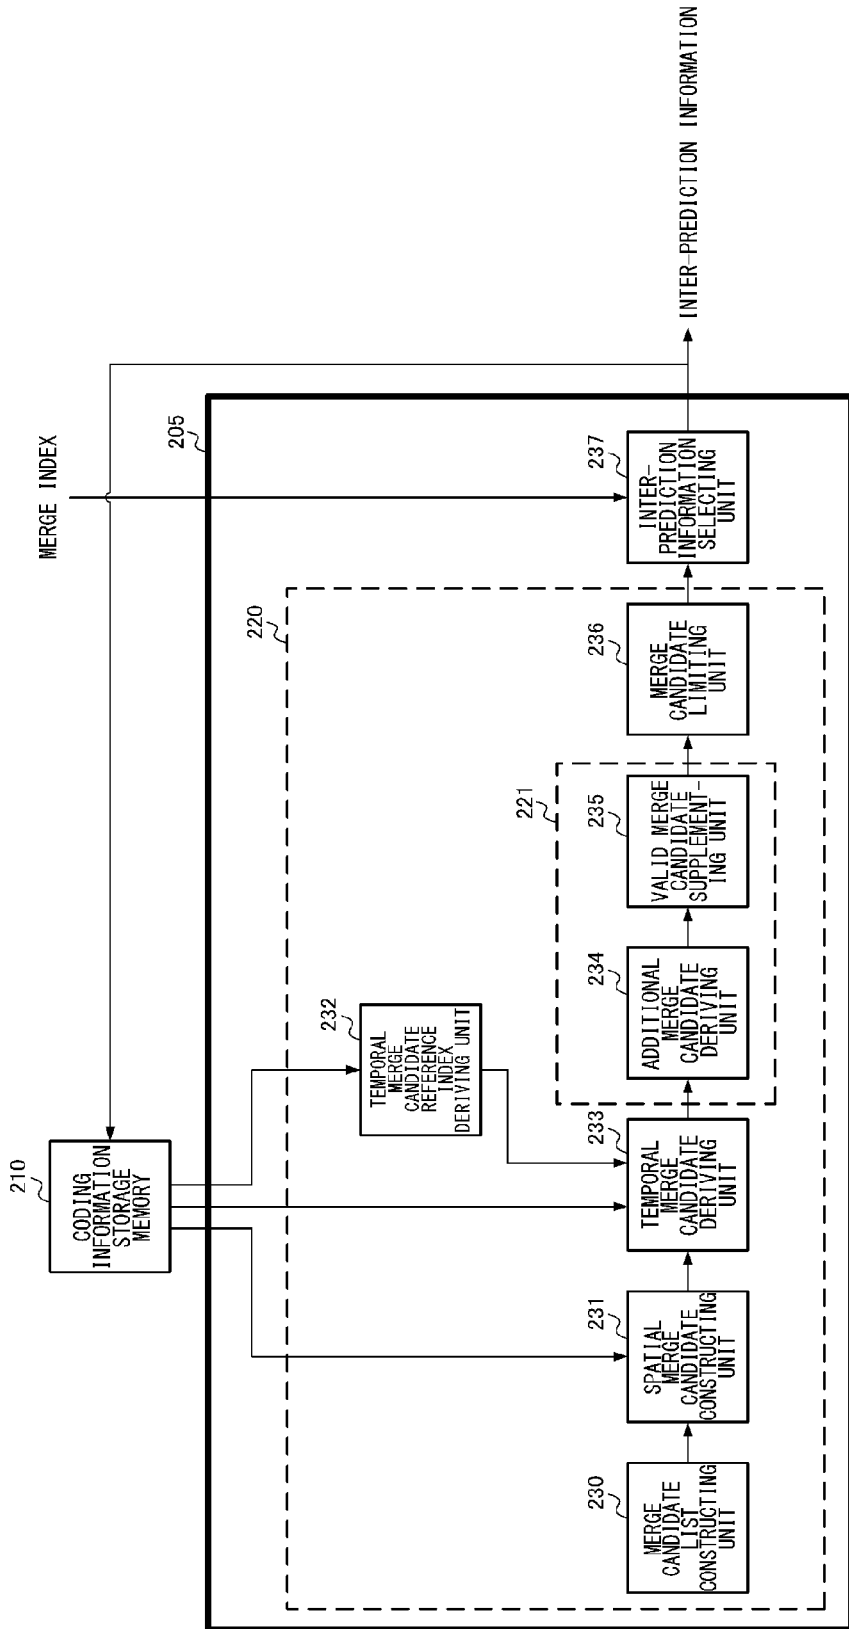 MERGE INDEX
210
CODING
INFORMATION
STORAGE
MEMORY
205
220
232
TEMPORAL
MERGE
CANDIDATE
REFERENCE
INDEX
DERIVING UNIT
221
230
MERGE
CANDIDATE
LIST
CONSTRUCTING
UNIT
231
SPATIAL
MERGE
CANDIDATE
CONSTRUCTING
UNIT
233
TEMPORAL
MERGE
CANDIDATE
DERIVING
UNIT
234
ADDITIONAL
MERGE
CANDIDATE
DERIVING
UNIT
235
VALID MERGE
CANDIDATE
SUPPLEMENT-
ING UNIT
236
MERGE
CANDIDATE
LIMITING
UNIT
237
INTER-
PREDICTION
INFORMATION
SELECTING
UNIT
INTER-PREDICTION INFORMATION